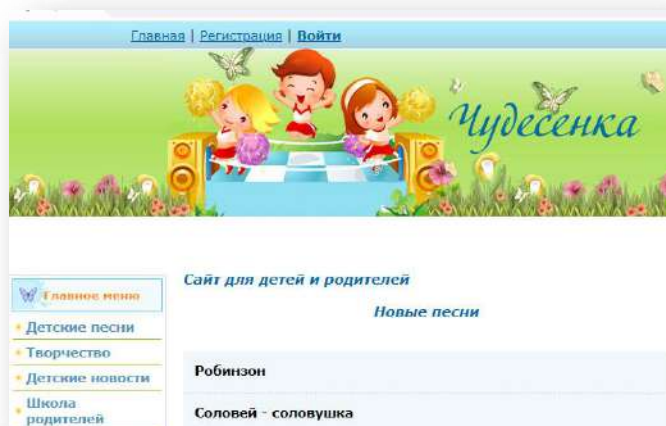 Главная | Регистрация | Войти
Чудесенка
Главное меню
Детские песни
Творчество
Детские новости
Школа
родителей
Сайт для детей и родителей
Новые песни
Робинзон
Соловей - соловушка